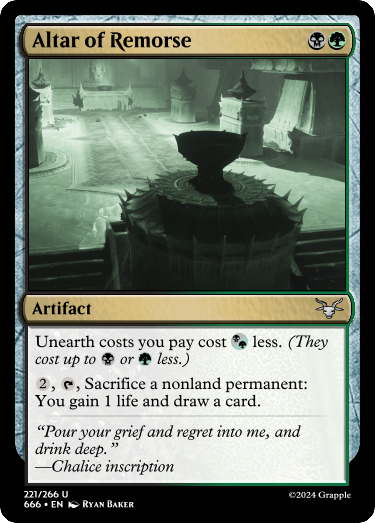 Altar of Remorse
Artifact
Unearth costs you pay cost less. (They
cost up to or less.)
2, , Sacrifice a nonland permanent:
You gain 1 life and draw a card.
“Pour your grief and regret into me, and
drink deep.”
—Chalice inscription
221/266 U
666 • EN Ryan Baker
©2024 Grapple